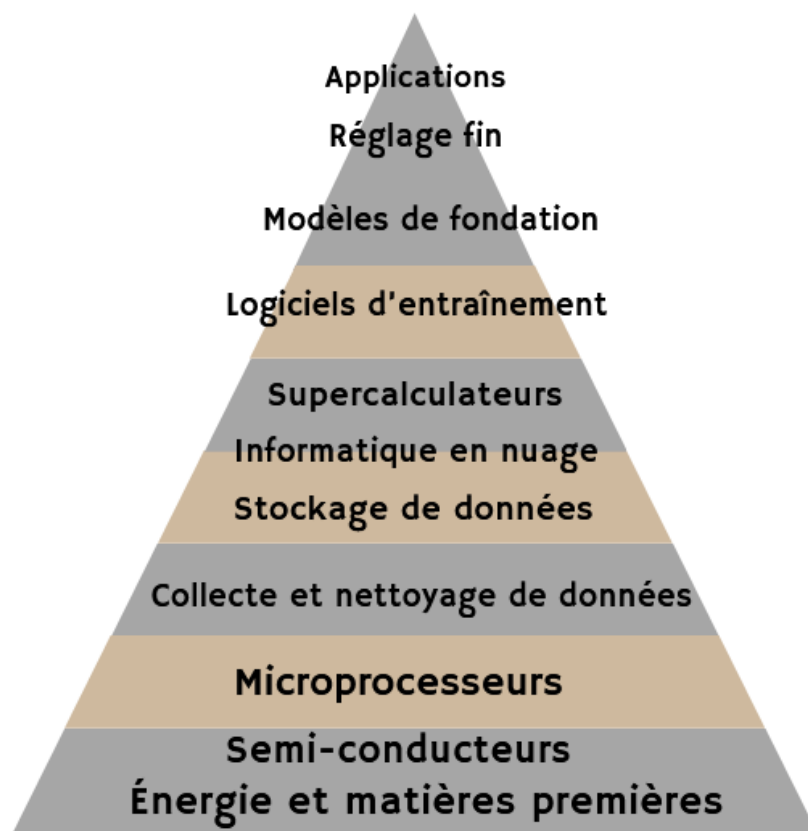 Applications
Réglage fin
Modèles de fondation
Logiciels d'entraînement
Supercalculateurs
Informatique en nuage
Stockage de données
Collecte et nettoyage de données
Microprocesseurs
Semi-conducteurs
Énergie et matières premières